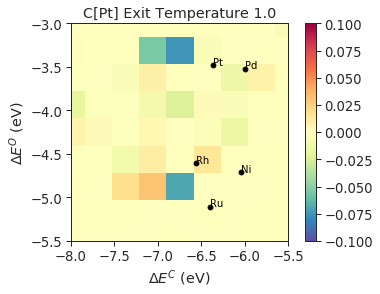 C[Pt] Exit Temperature 1.0
−3.0
−3.5
−4.0
−4.5
−5.0
−5.5
ΔE^O (eV)
Pt
Pd
Rh
Ni
Ru
−8.0 −7.5 −7.0 −6.5 −6.0 −5.5
ΔE^C (eV)
0.100
0.075
0.050
0.025
0.000
−0.025
−0.050
−0.075
−0.100